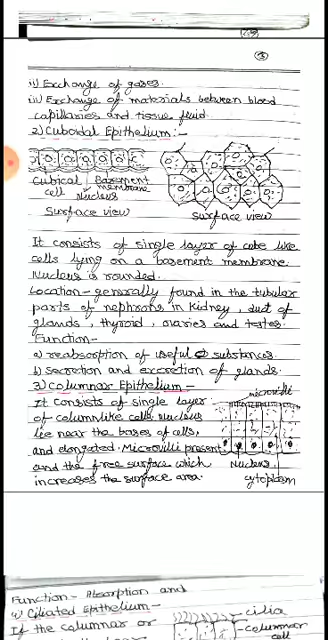 ii) Exchange of gases.
iii) Exchange of materials between blood
capillaries and tissue fluid.
2) Cuboidal Epithelium:-
Cubical cell
Basement membrane
Nucleus
Surface view
Surface view
It consists of single layer of cube like
cells lying on a basement membrane.
Nucleus is rounded.
Location - generally found in the tubular
parts of nephrons in Kidney, duct of
glands, thyroid, ovaries and testes.
Function -
a) reabsorption of useful substances.
b) secretion and excretion of glands.
3) Columnar Epithelium: -
microvilli
It consists of single layer
of columnlike cells. Nucleus
lie near the bases of cells,
and elongated. Microvilli present
and the free surface which
increases the surface area.
Nucleus
cytoplasm
Function - Absorption and
Ciliated Epithelium -
cilia
If the columnar or
columnar
cell